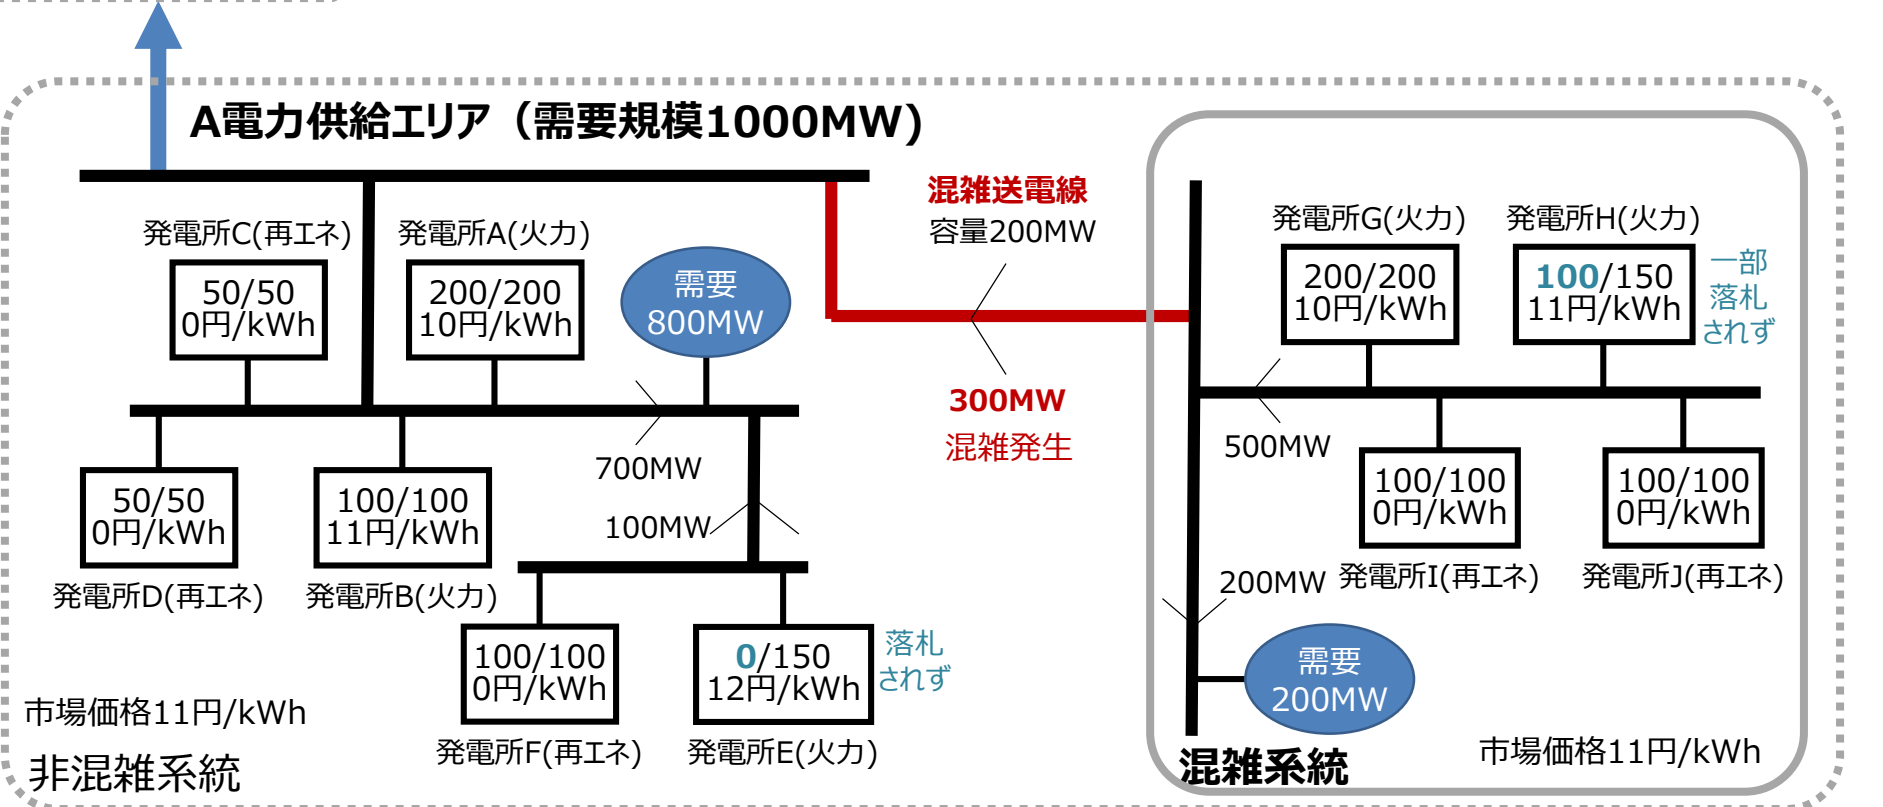 A電力供給エリア（需要規模1000MW)
発電所C(再エネ)
50/50
0円/kWh
発電所A(火力)
200/200
10円/kWh
需要
800MW
混雑送電線
容量200MW
300MW
混雑発生
発電所G(火力)
200/200
10円/kWh
発電所H(火力)
100/150
11円/kWh
一部
落札
されず
700MW
500MW
50/50
0円/kWh
発電所D(再エネ)
100/100
11円/kWh
発電所B(火力)
100MW
100/100
0円/kWh
発電所I(再エネ)
100/100
0円/kWh
発電所J(再エネ)
200MW
100/100
0円/kWh
発電所F(再エネ)
0/150
12円/kWh
発電所E(火力)
落札
されず
需要
200MW
市場価格11円/kWh
非混雑系統
混雑系統
市場価格11円/kWh